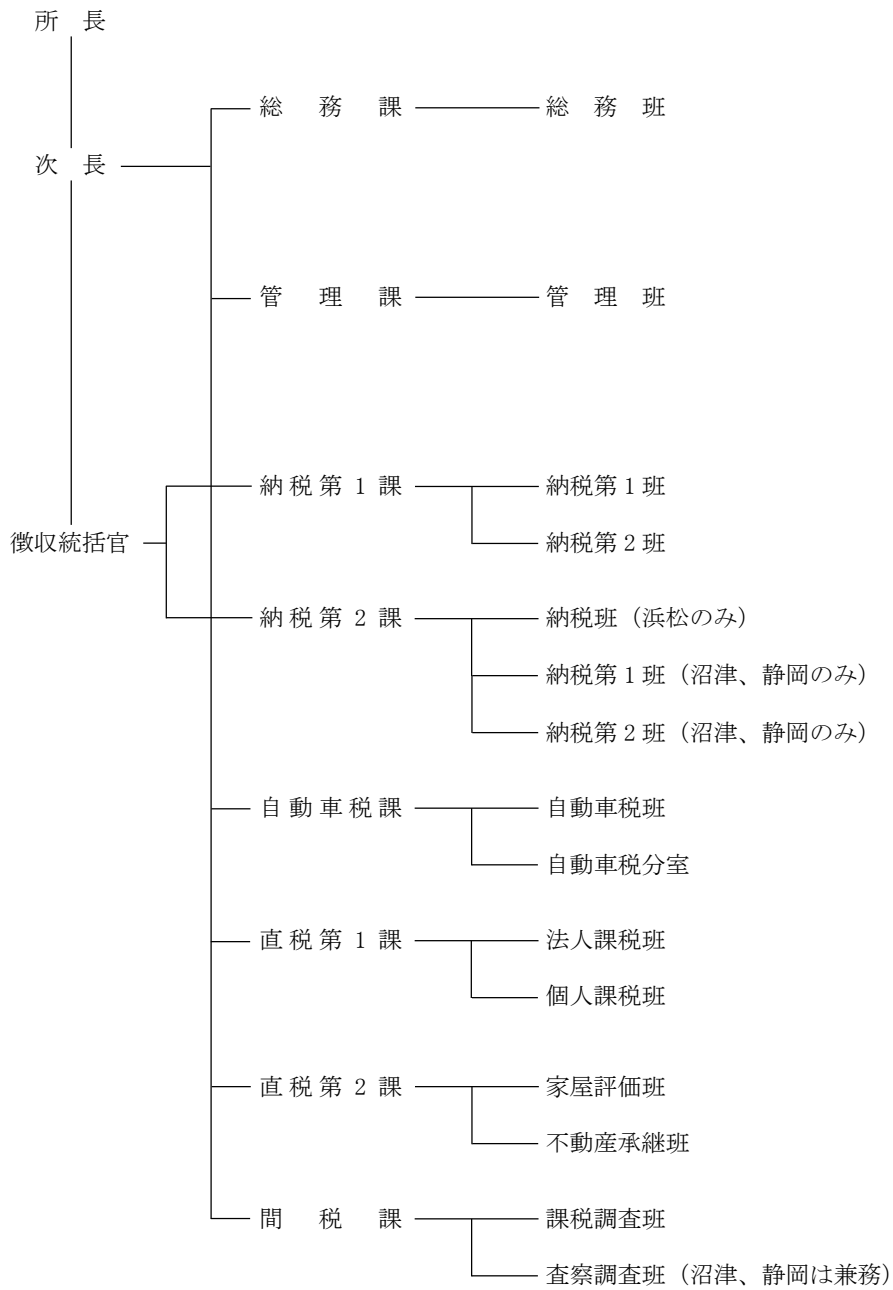 所　長
総　務　課　総　務　班
次　長
管　理　課　管　理　班
納税第1課　納税第1班
徴収統括官　納税第2班
納税第2課　納税班（浜松のみ）
納税第1班（沼津、静岡のみ）
納税第2班（沼津、静岡のみ）
自動車税課　自動車税班
自動車税分室
直税第1課　法人課税班
個人課税班
直税第2課　家屋評価班
不動産承継班
間　税　課　課税調査班
査察調査班（沼津、静岡は兼務）